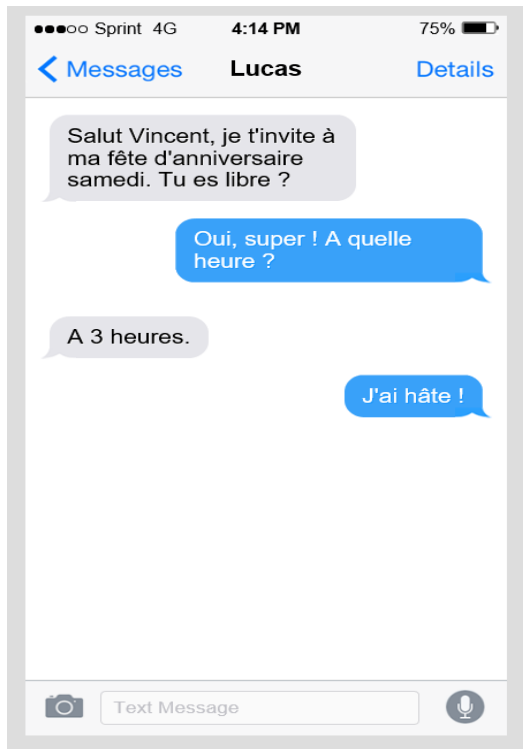 Sprint 4G 4:14 PM 75%
Messages Lucas Details
Salut Vincent, je t'invite à
ma fête d'anniversaire
samedi. Tu es libre ?
Oui, super ! A quelle
heure ?
A 3 heures.
J'ai hâte !
Text Message